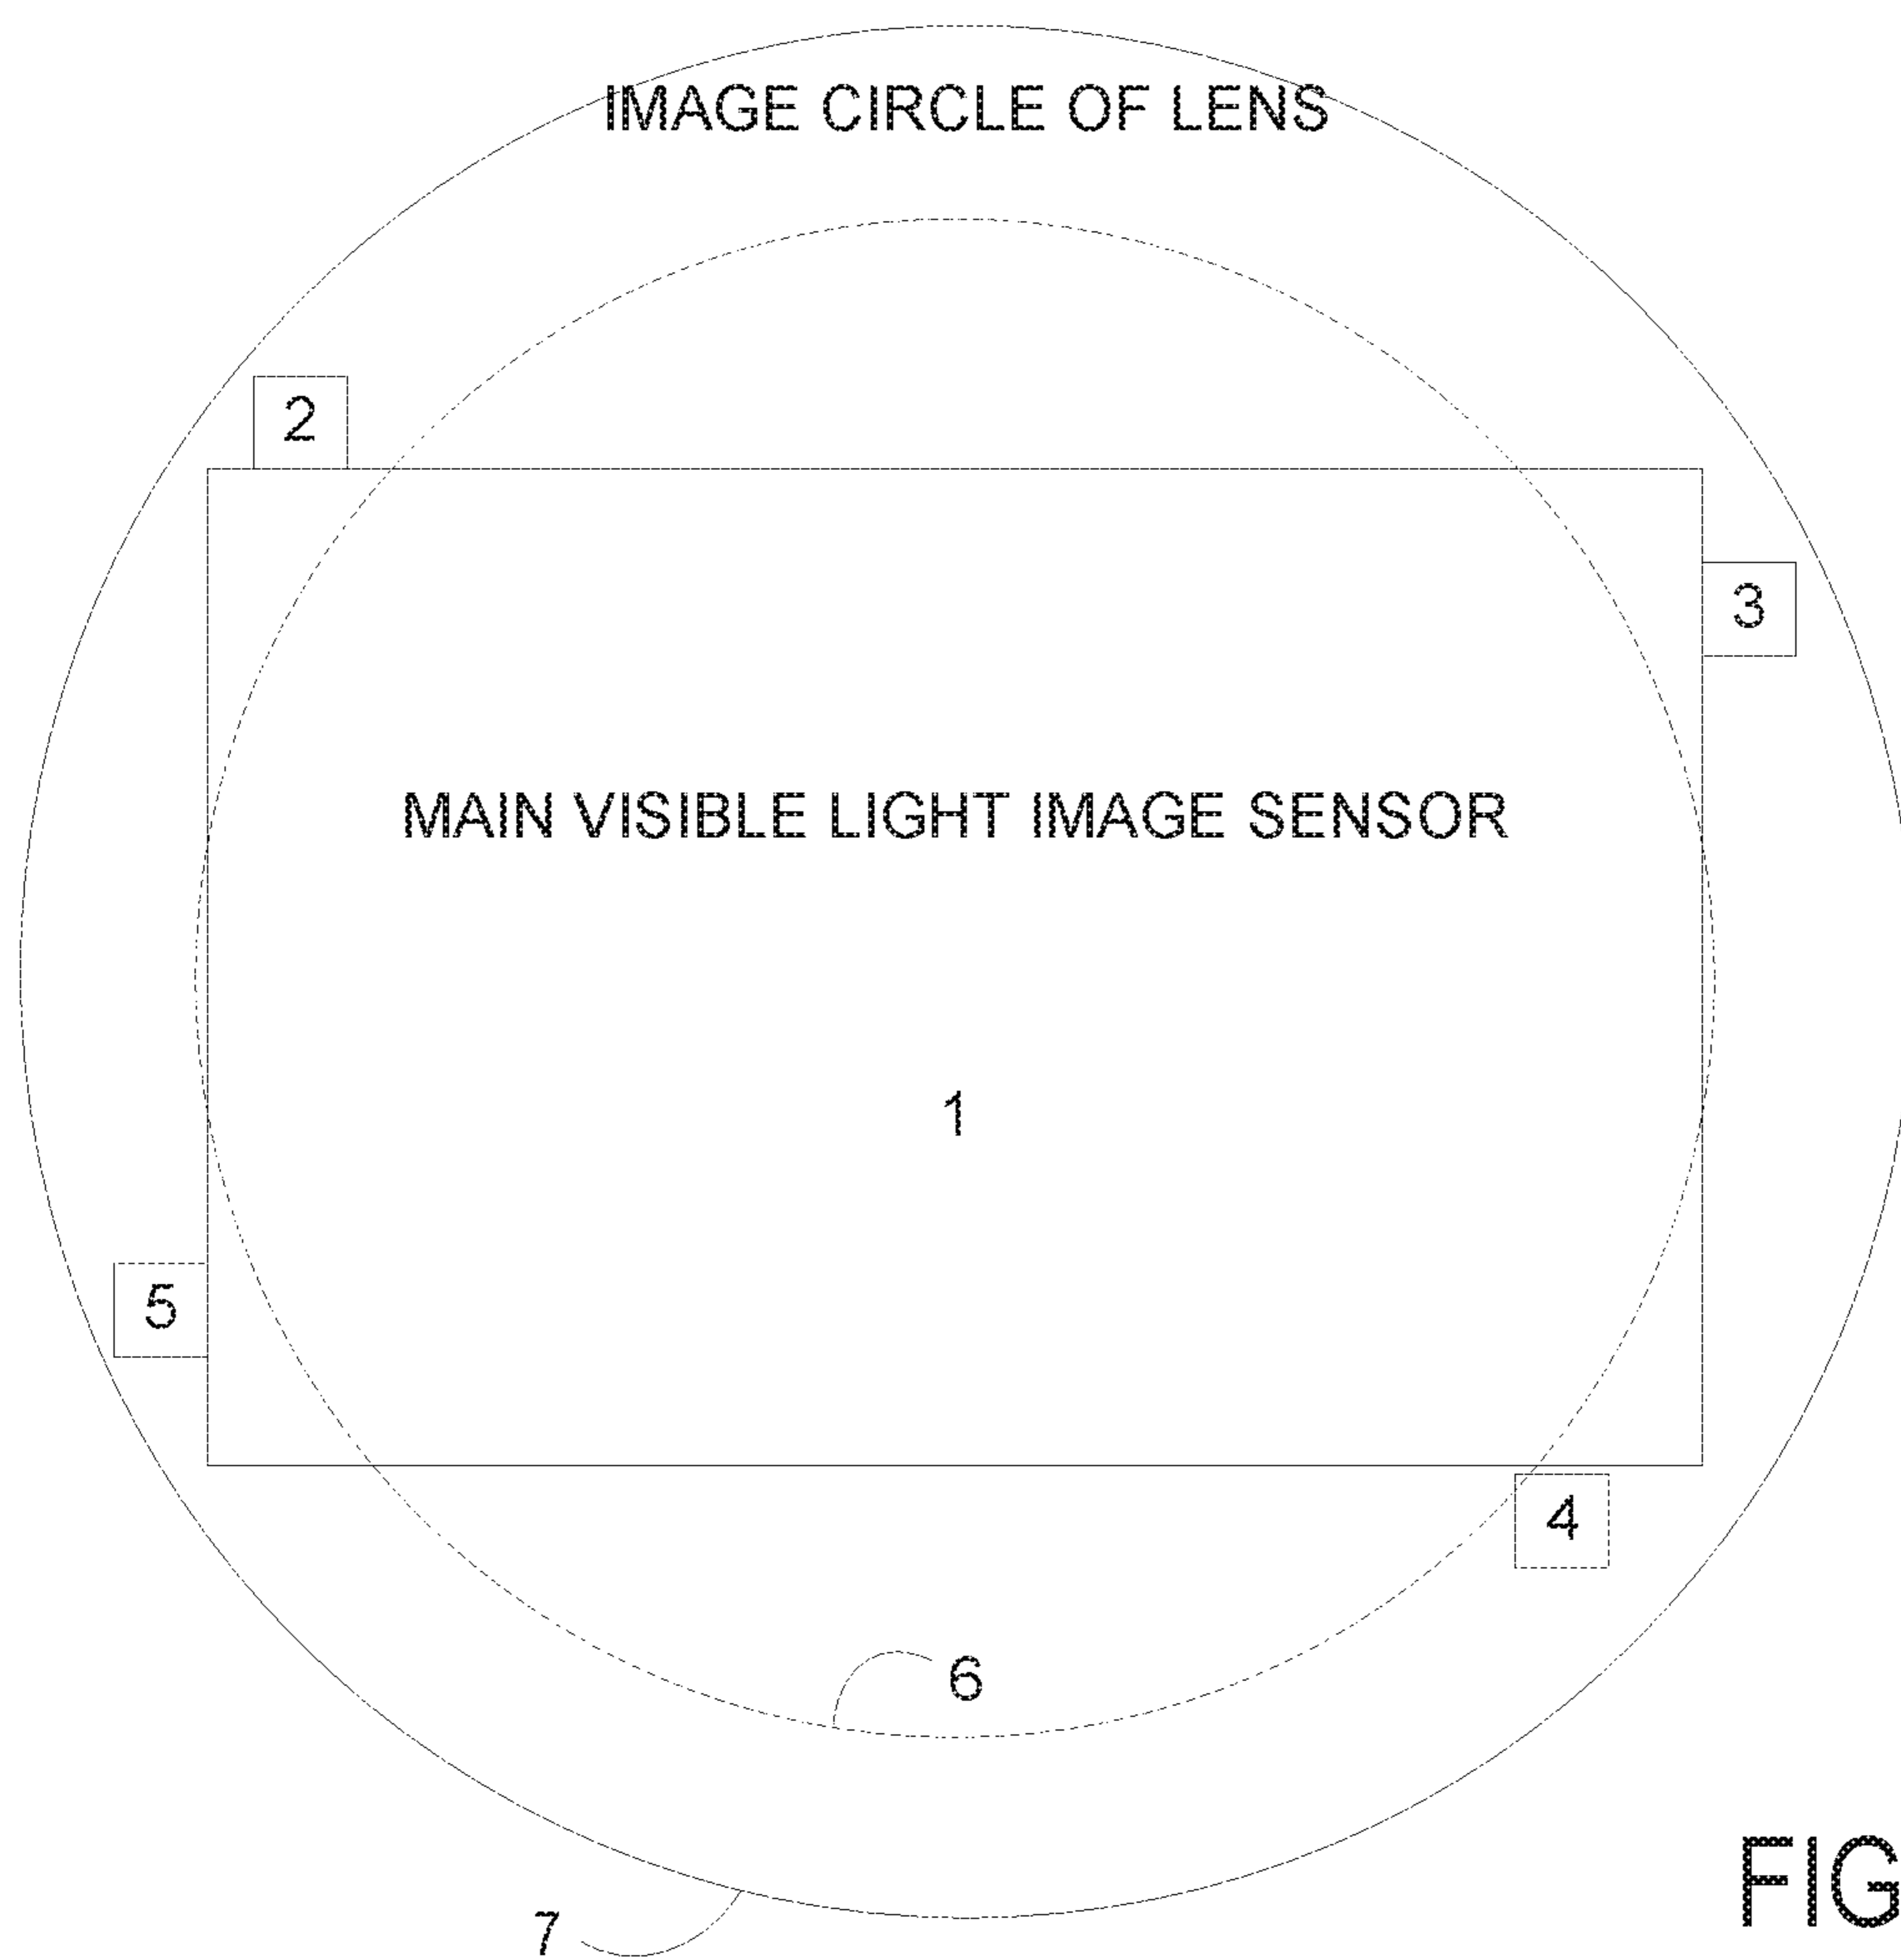 IMAGE CIRCLE OF LENS
2
3
MAIN VISIBLE LIGHT IMAGE SENSOR
1
5
4
6
FIG
7